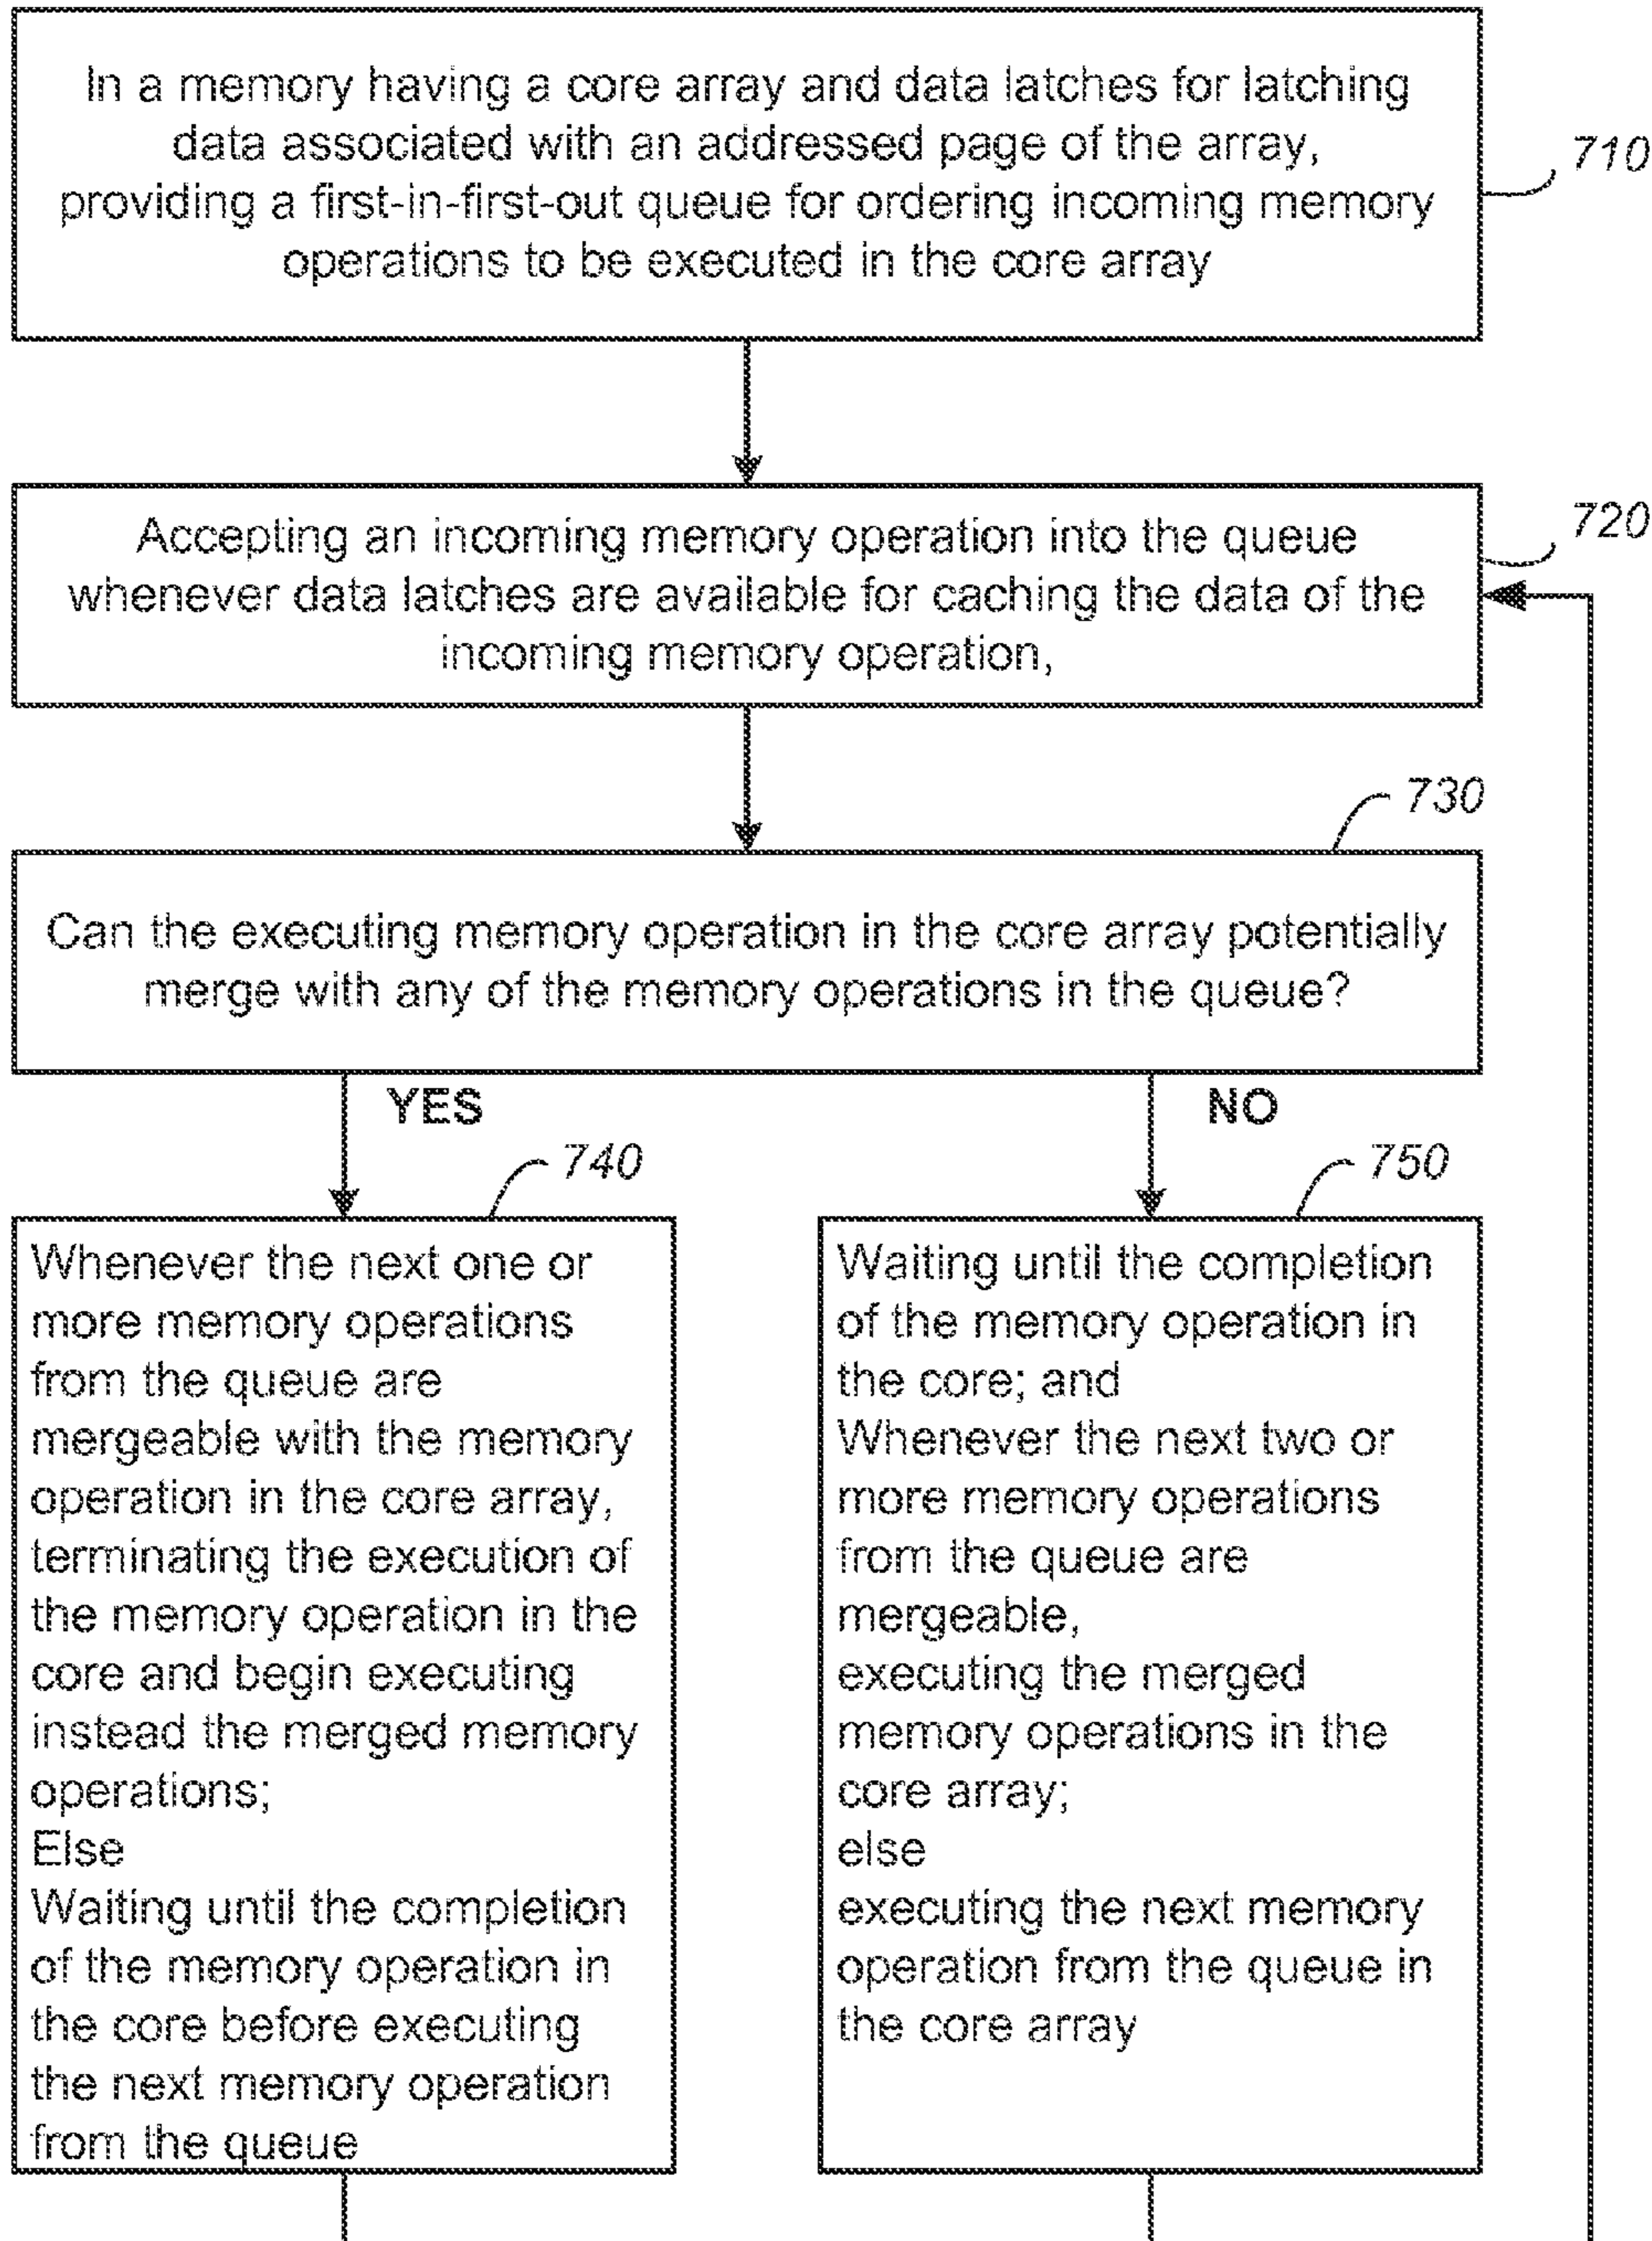 In a memory having a core array and data latches for latching
data associated with an addressed page of the array,
providing a first-in-first-out queue for ordering incoming memory
operations to be executed in the core array
710
Accepting an incoming memory operation into the queue
whenever data latches are available for caching the data of the
incoming memory operation,
720
730
Can the executing memory operation in the core array potentially
merge with any of the memory operations in the queue?
YES
NO
740
Whenever the next one or
more memory operations
from the queue are
mergeable with the memory
operation in the core array,
terminating the execution of
the memory operation in the
core and begin executing
instead the merged memory
operations;
Else
Waiting until the completion
of the memory operation in
the core before executing
the next memory operation
from the queue
750
Waiting until the completion
of the memory operation in
the core; and
Whenever the next two or
more memory operations
from the queue are
mergeable,
executing the merged
memory operations in the
core array;
else
executing the next memory
operation from the queue in
the core array